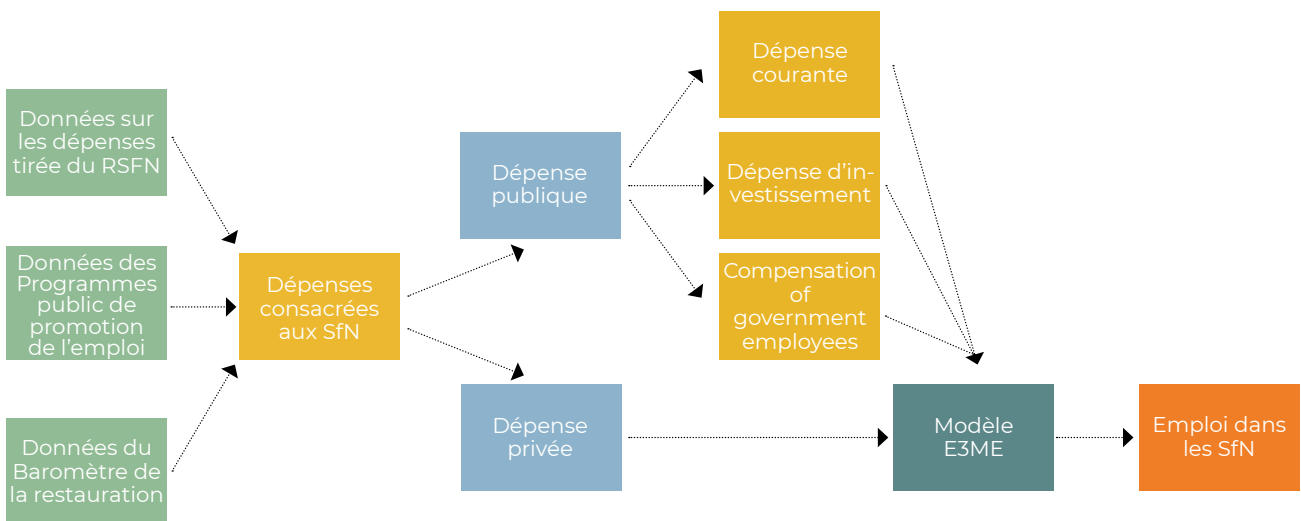 Données sur
les dépenses
tirée du RSFN
Données des
Programmes
public de
promotion
de l'emploi
Données du
Baromètre de
la restauration
Dépenses
consacrées
aux SfN
Dépense
publique
Dépense
privée
Dépense
courante
Dépense d'in-
vestissement
Compensation
of
government
employees
Modèle
E3ME
Emploi dans
les SfN